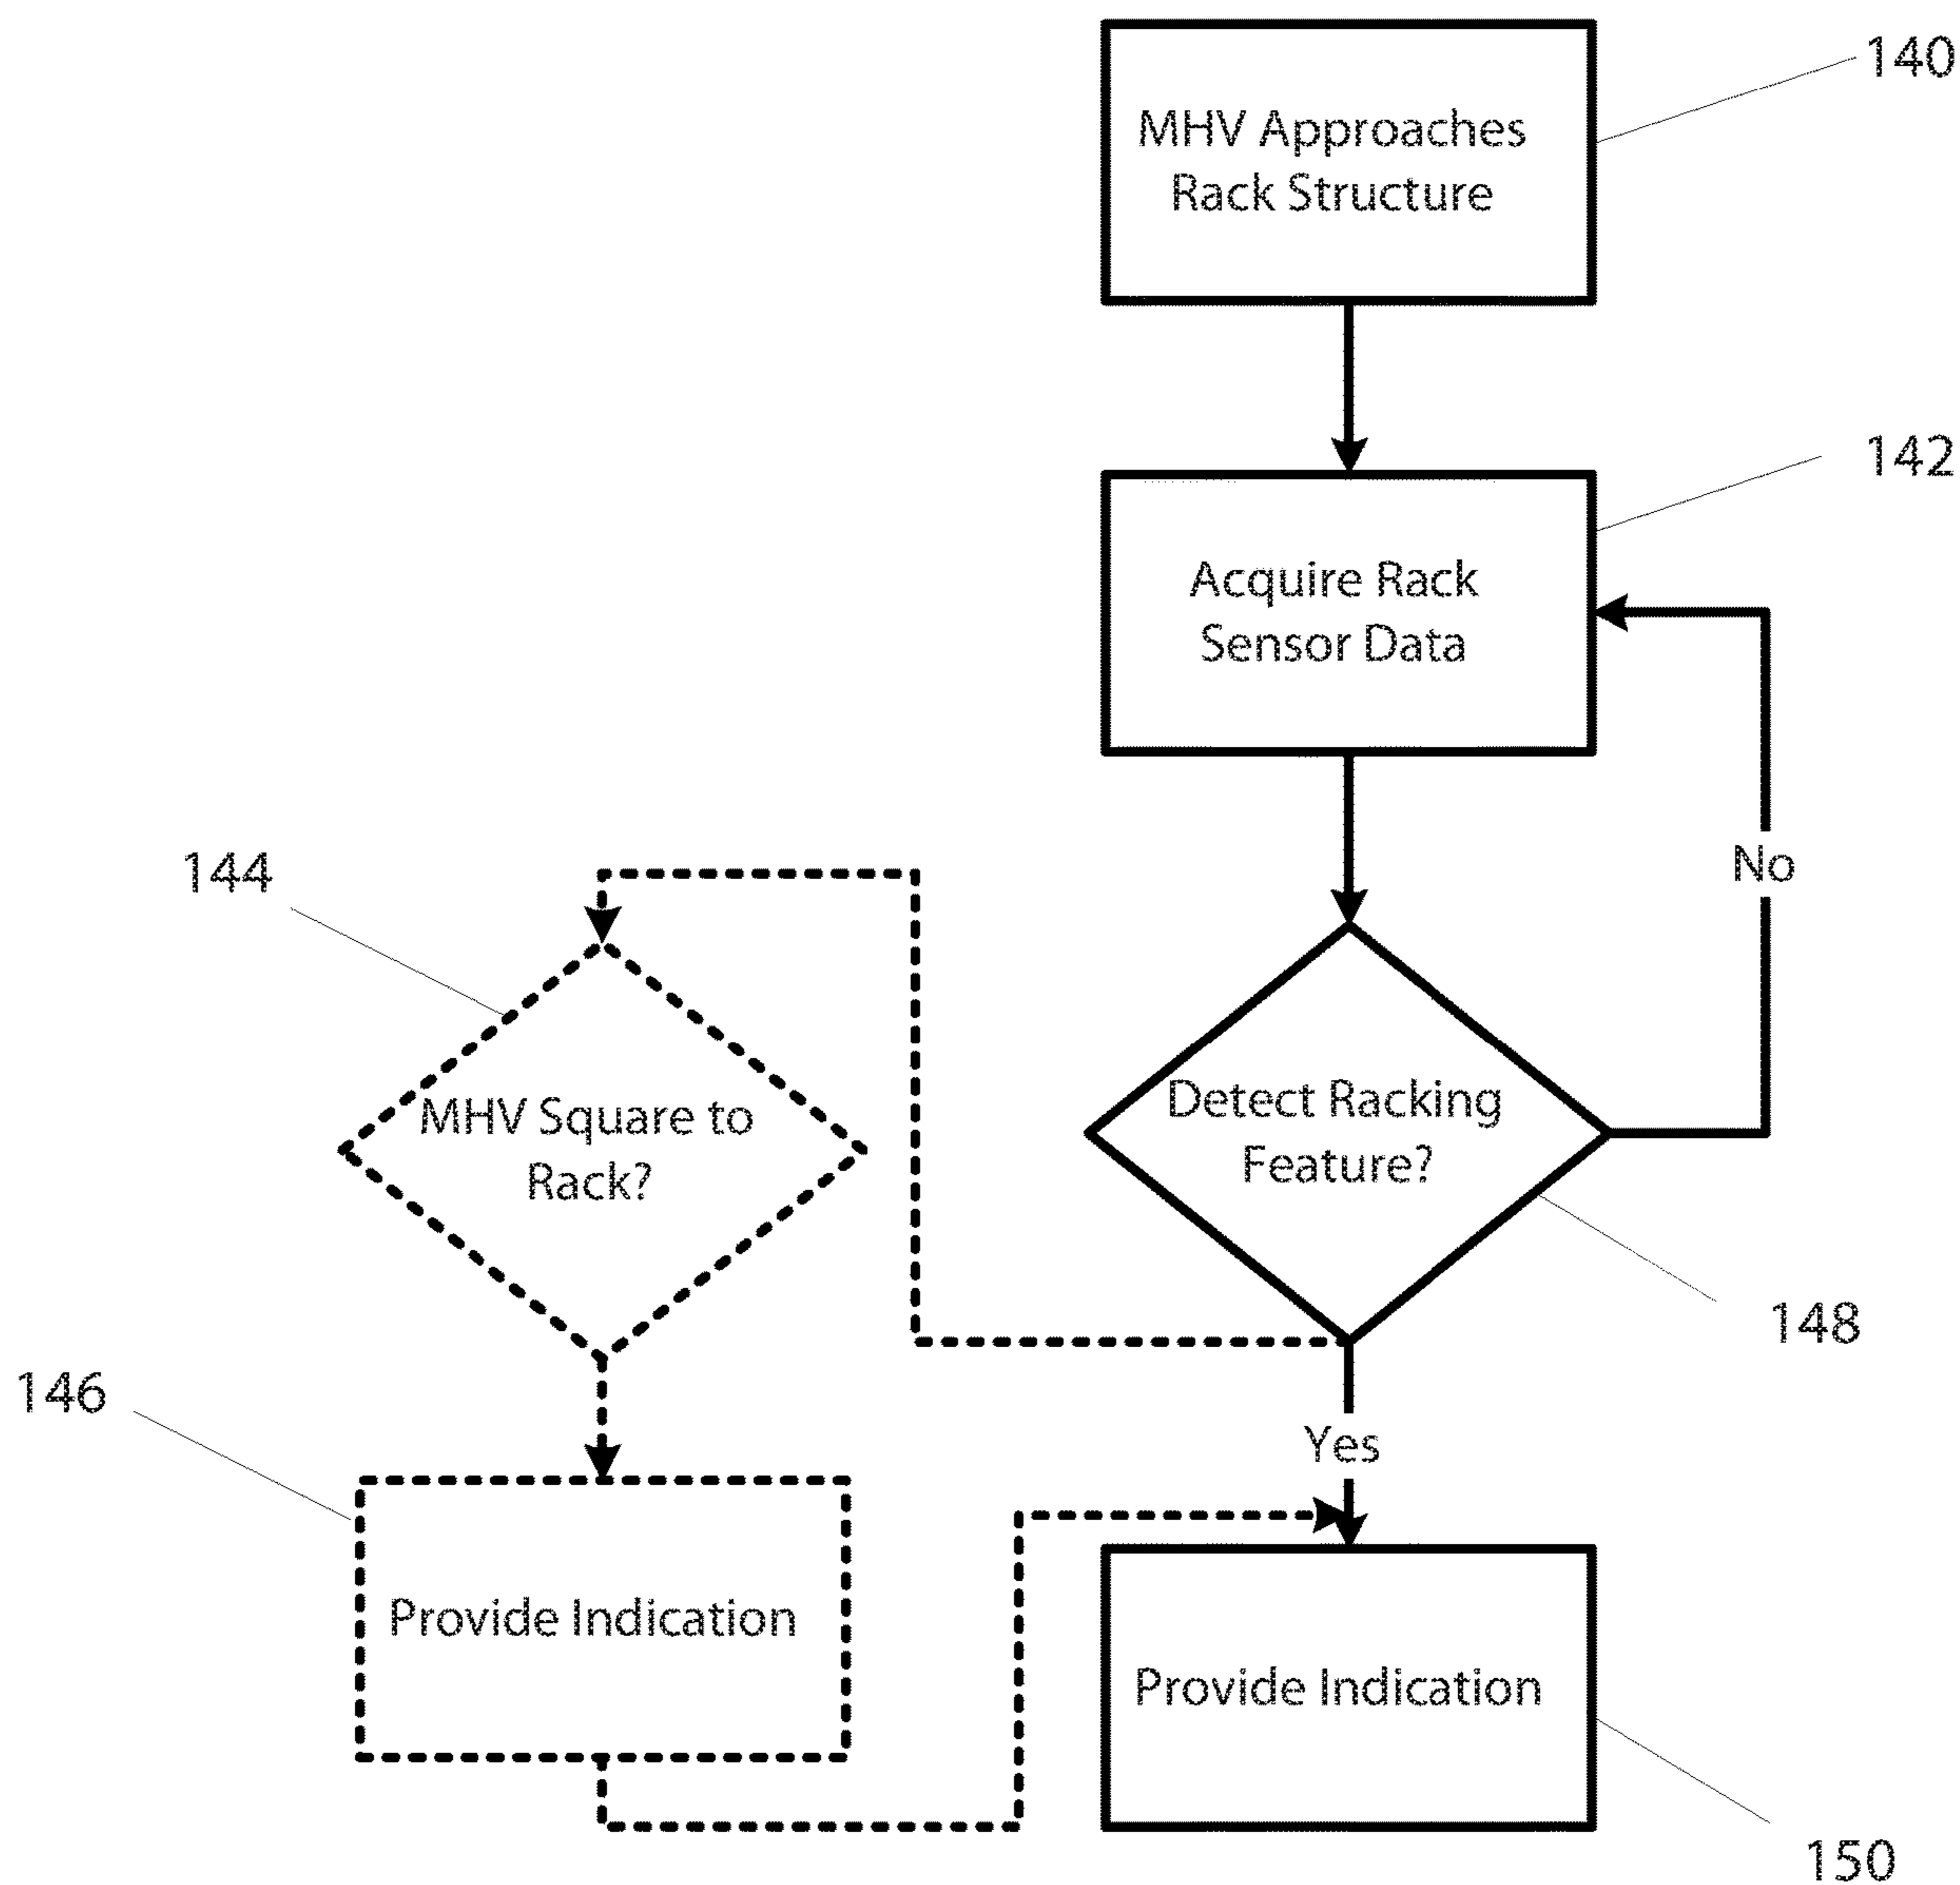 MHV Approaches
Rack Structure
140
Acquire Rack
Sensor Data
142
No
144
MHV Square to
Rack?
Detect Racking
Feature?
148
146
Yes
Provide Indication
Provide Indication
150